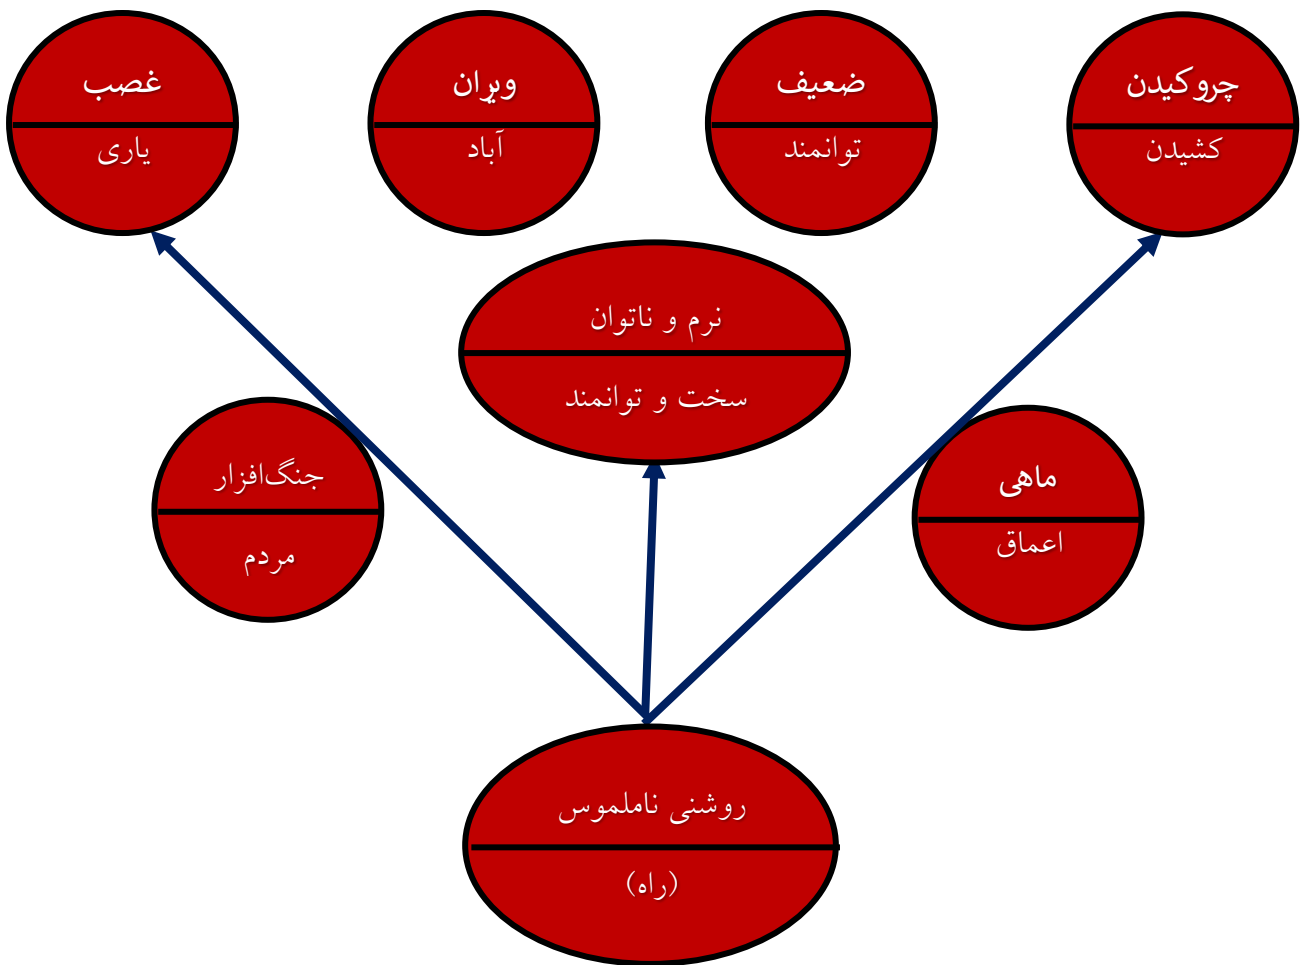 چروکیدن
کشیدن
ضعیف
توانمند
ویران
آباد
غصب
یاری
نرم و ناتوان
سخت و توانمند
ماهی
اعماق
جنگ‌افزار
مردم
روشنی ناملموس
(راه)